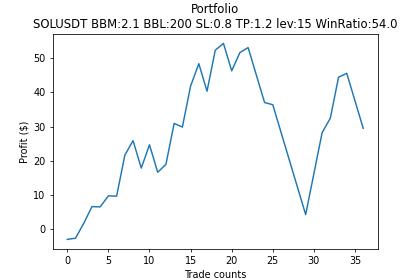 Portfolio
SOLUSDT BBM:2.1 BBL:200 SL:0.8 TP:1.2 lev:15 WinRatio:54.0
Profit ($)
50
40
30
20
10
0
0 5 10 15 20 25 30 35
Trade counts